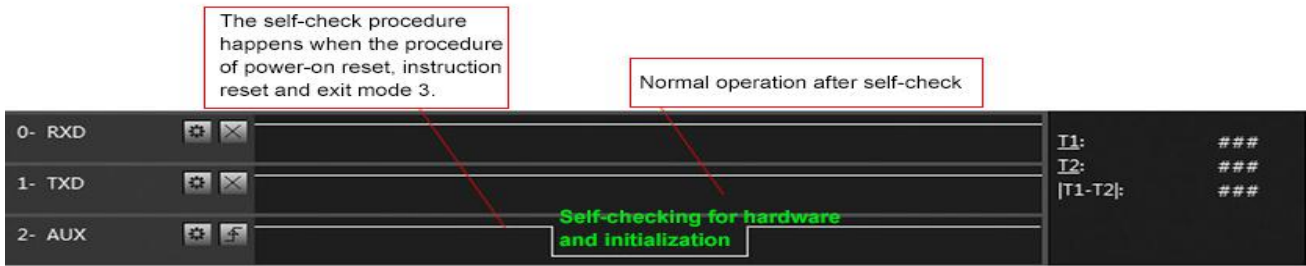 The self-check procedure
happens when the procedure
of power-on reset, instruction
reset and exit mode 3.
Normal operation after self-check
0- RXD
1- TXD
2- AUX
Self-checking for hardware
and initialization
T1: ###
T2: ###
|T1-T2|: ###